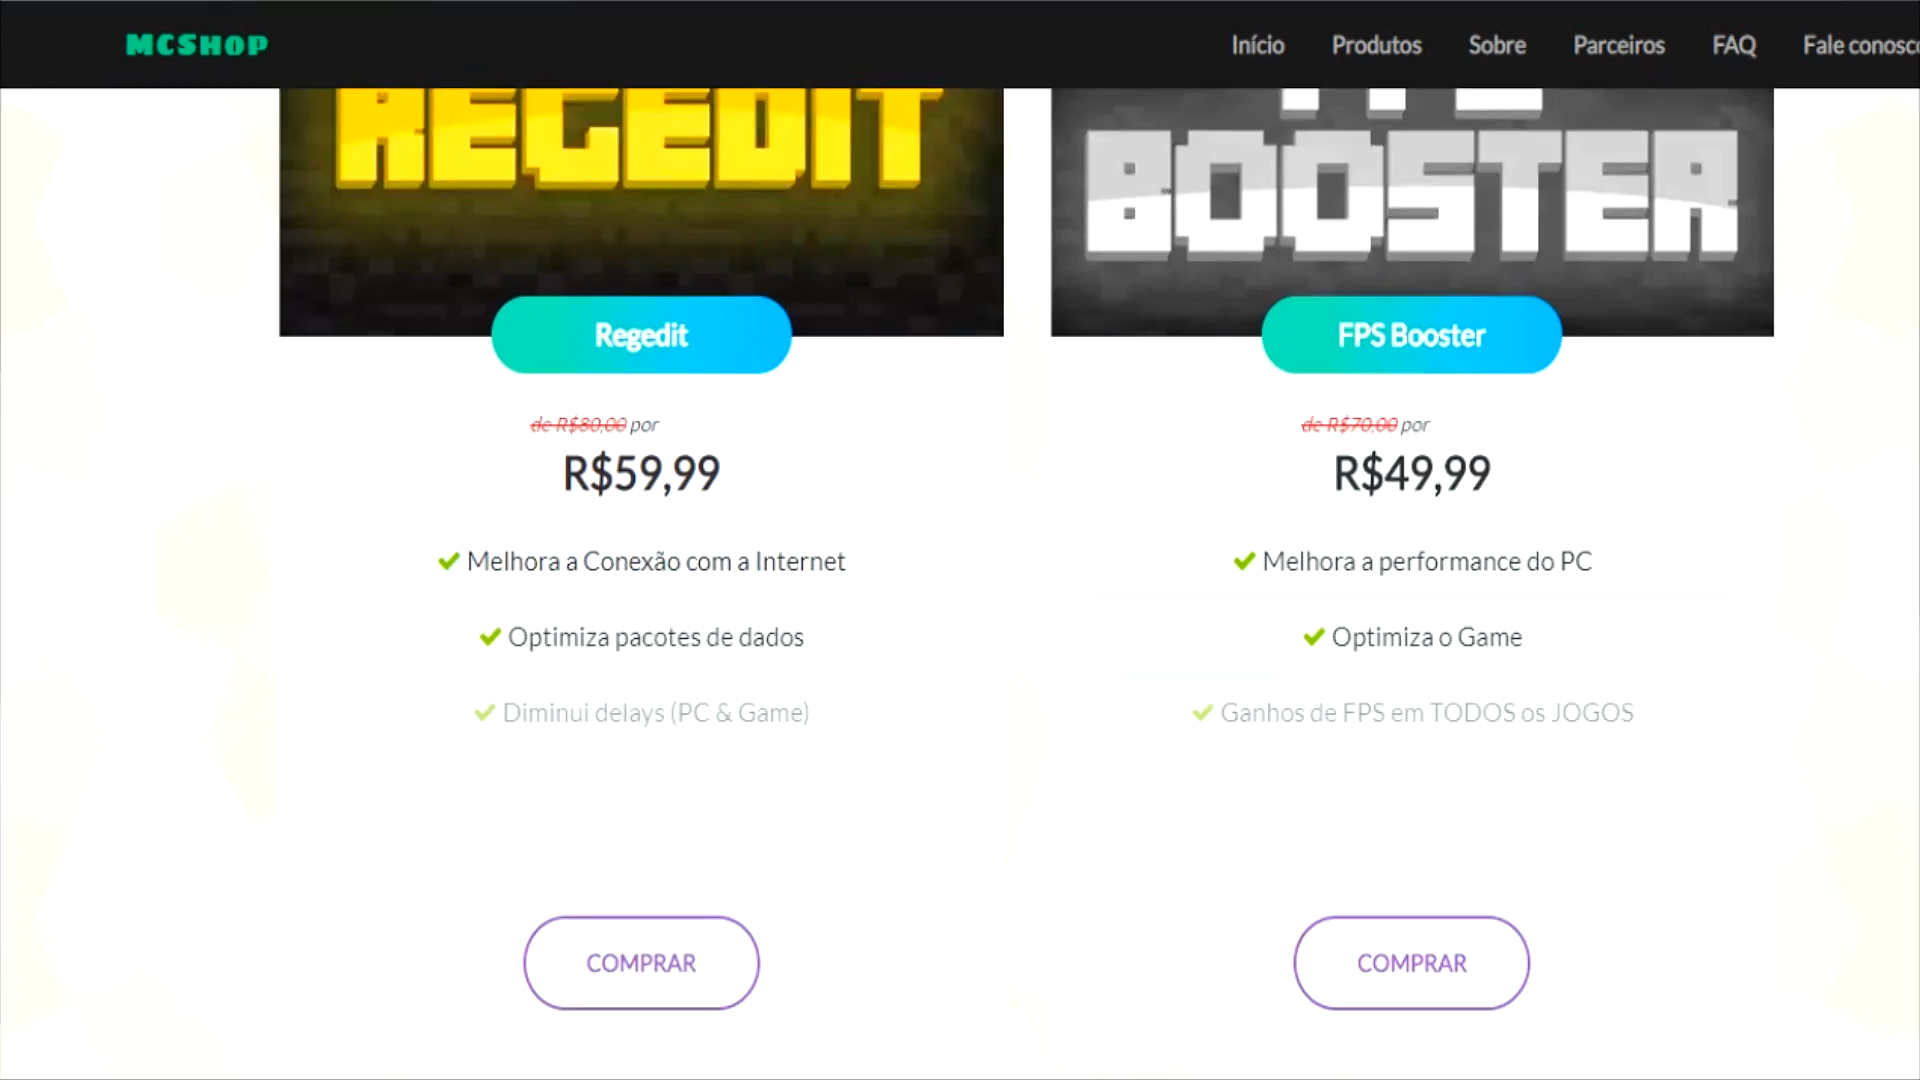 MCSHOP
Início Produtos Sobre Parceiros FAQ Fale conosco
REGEDIT
BOOSTER
Regedit
FPS Booster
de R$80,00 por
R$59,99
Melhora a Conexão com a Internet
Optimiza pacotes de dados
Diminui delays (PC & Game)
COMPRAR
de R$70,00 por
R$49,99
Melhora a performance do PC
Optimiza o Game
Ganhos de FPS em TODOS os JOGOS
COMPRAR